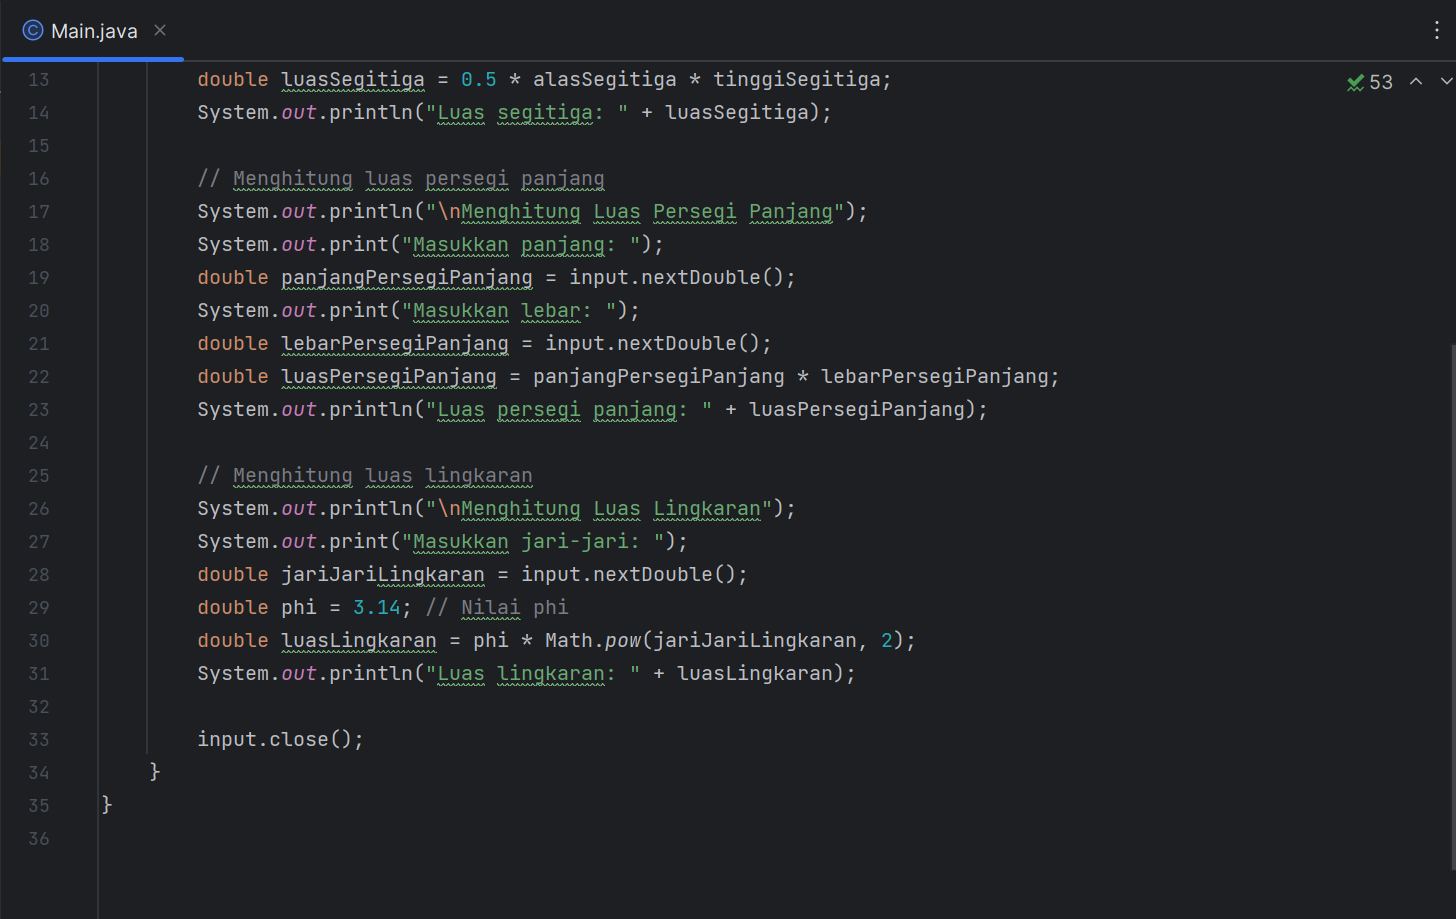 Main.java
13 double luasSegitiga = 0.5 * alasSegitiga * tinggiSegitiga;
53
14 System.out.println("Luas segitiga: " + luasSegitiga);
15
16 // Menghitung luas persegi panjang
17 System.out.println("\nMenghitung Luas Persegi Panjang");
18 System.out.print("Masukkan panjang: ");
19 double panjangPersegiPanjang = input.nextDouble();
20 System.out.print("Masukkan lebar: ");
21 double lebarPersegiPanjang = input.nextDouble();
22 double luasPersegiPanjang = panjangPersegiPanjang * lebarPersegiPanjang;
23 System.out.println("Luas persegi panjang: " + luasPersegiPanjang);
24
25 // Menghitung luas lingkaran
26 System.out.println("\nMenghitung Luas Lingkaran");
27 System.out.print("Masukkan jari-jari: ");
28 double jariJariLingkaran = input.nextDouble();
29 double phi = 3.14; // Nilai phi
30 double luasLingkaran = phi * Math.pow(jariJariLingkaran, 2);
31 System.out.println("Luas lingkaran: " + luasLingkaran);
32
33 input.close();
34 }
35 }
36